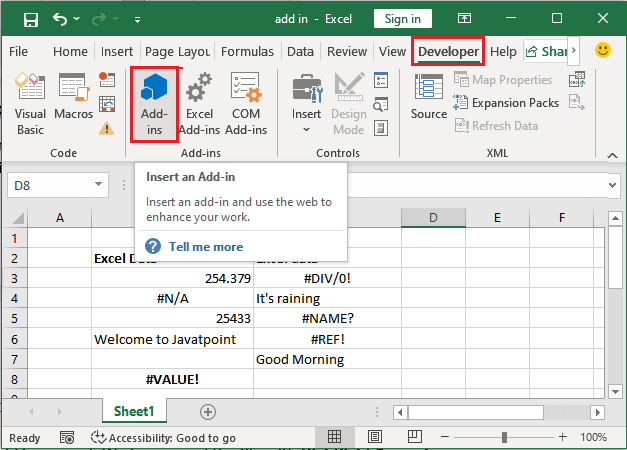 add in - Excel
Sign in
File Home Insert Page Layou Formulas Data Review View Developer Help Shar
Visual Basic
Macros
Add-ins
Excel Add-ins
COM Add-ins
Insert
Design Mode
Source
Map Properties
Expansion Packs
Refresh Data
Code Add-ins Controls XML
D8
Insert an Add-in
Insert an add-in and use the web to
enhance your work.
? Tell me more
A D E F
1
2 Excel Data
3 254.379 #DIV/0!
4 #N/A It's raining
5 25433 #NAME?
6 Welcome to Javatpoint #REF!
7 Good Morning
8 #VALUE!
Sheet1
Ready Accessibility: Good to go 100%